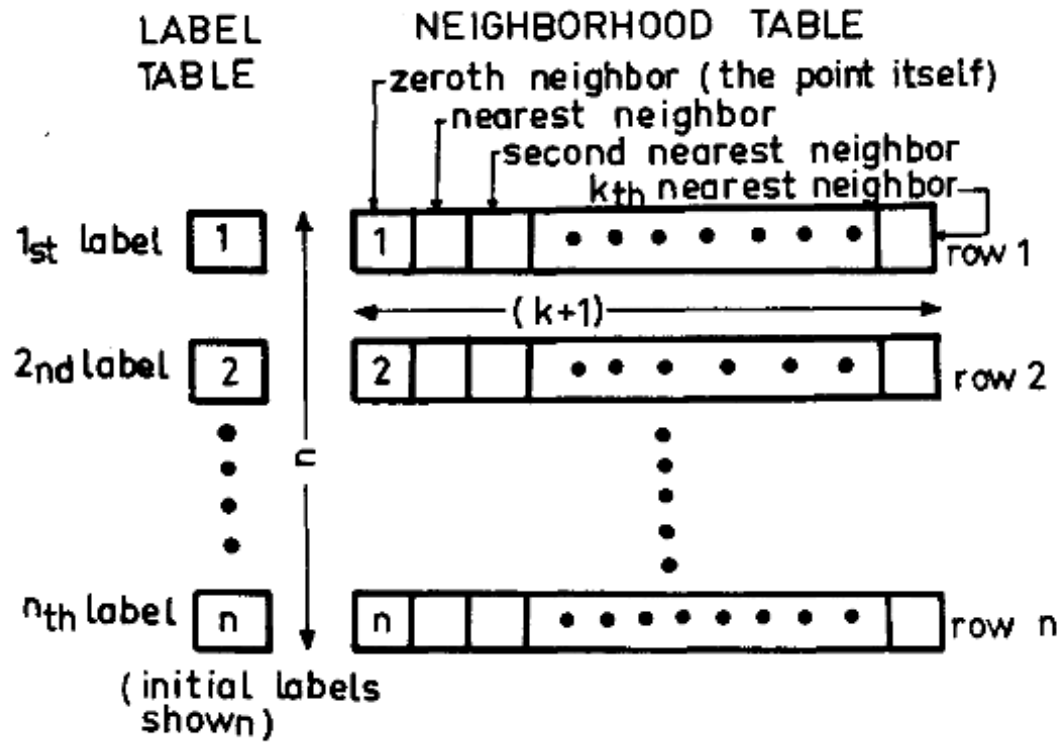 LABEL
TABLE
NEIGHBORHOOD TABLE
zeroth neighbor (the point itself)
nearest neighbor
second nearest neighbor
kth nearest neighbor
1st label
1
1
row 1
(k+1)
2nd label
2
2
row 2
n
nth label
n
n
row n
(initial labels
shown)